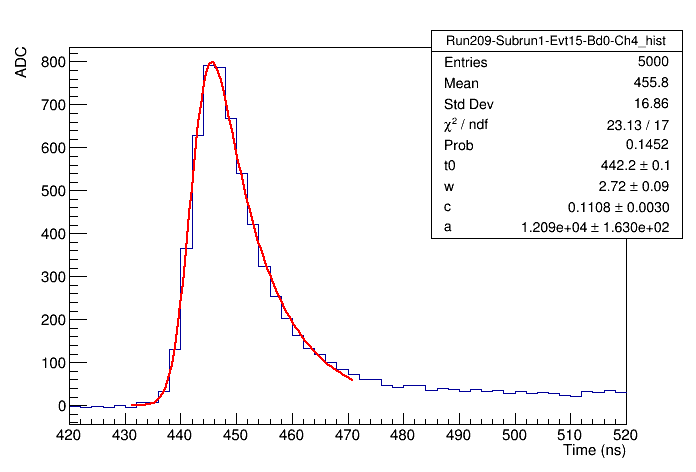 Run209-Subrun1-Evt15-Bd0-Ch4_hist
Entries 5000
Mean 455.8
Std Dev 16.86
χ² / ndf 23.13 / 17
Prob 0.1452
t0 442.2 ± 0.1
w 2.72 ± 0.09
c 0.1108 ± 0.0030
a 1.209e+04 ± 1.630e+02
ADC
800
700
600
500
400
300
200
100
0
420 430 440 450 460 470 480 490 500 510 520
Time (ns)